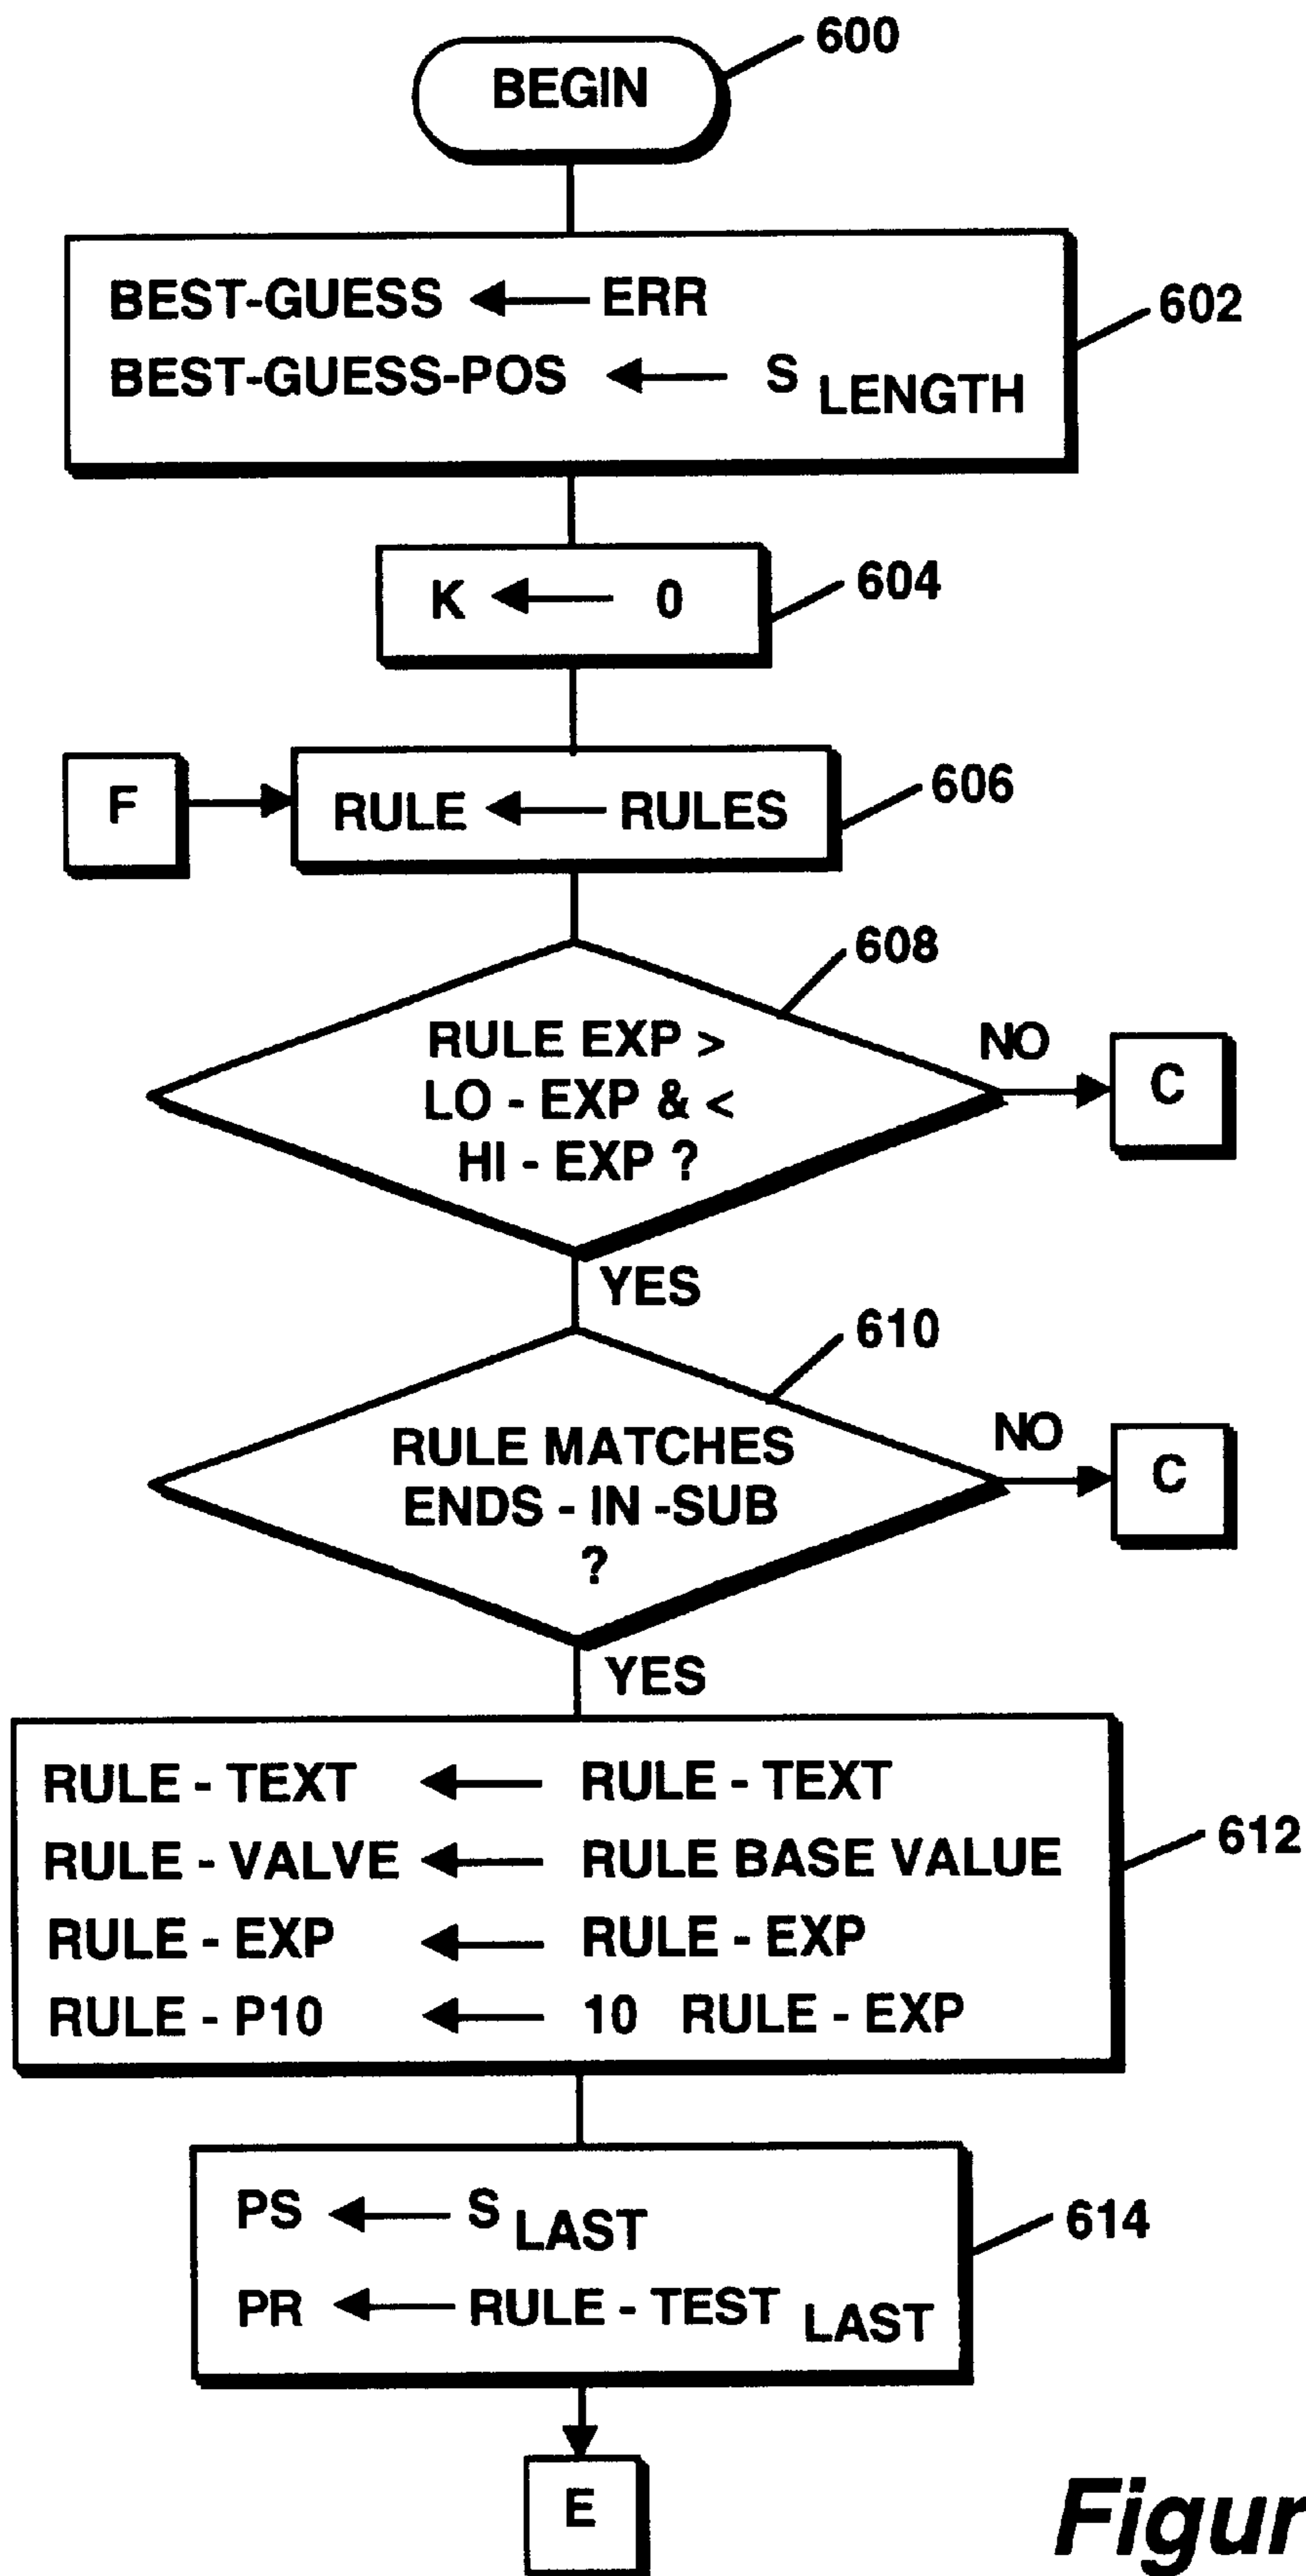 600
BEGIN
BEST-GUESS ← ERR
602
BEST-GUESS-POS ← S LENGTH
K ← 0
604
F
RULE ← RULES
606
608
RULE EXP >
LO - EXP & <
HI - EXP ?
NO
C
YES
610
RULE MATCHES
ENDS - IN -SUB
?
NO
C
YES
RULE - TEXT ← RULE - TEXT
RULE - VALVE ← RULE BASE VALUE
612
RULE - EXP ← RULE - EXP
RULE - P10 ← 10 RULE - EXP
PS ← S LAST
614
PR ← RULE - TEST LAST
E
Figur